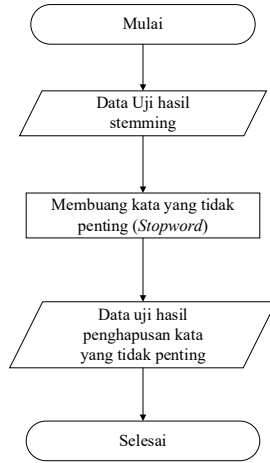 Mulai
Data Uji hasil
stemming
Membuang kata yang tidak
penting (Stopword)
Data uji hasil
penghapusan kata
yang tidak penting
Selesai